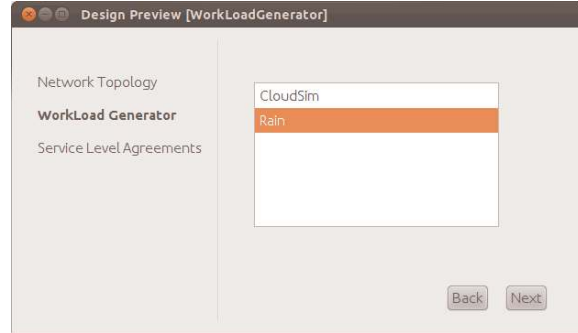 Design Preview [WorkLoadGenerator]
Network Topology
WorkLoad Generator
Service Level Agreements
CloudSim
Rain
Back
Next